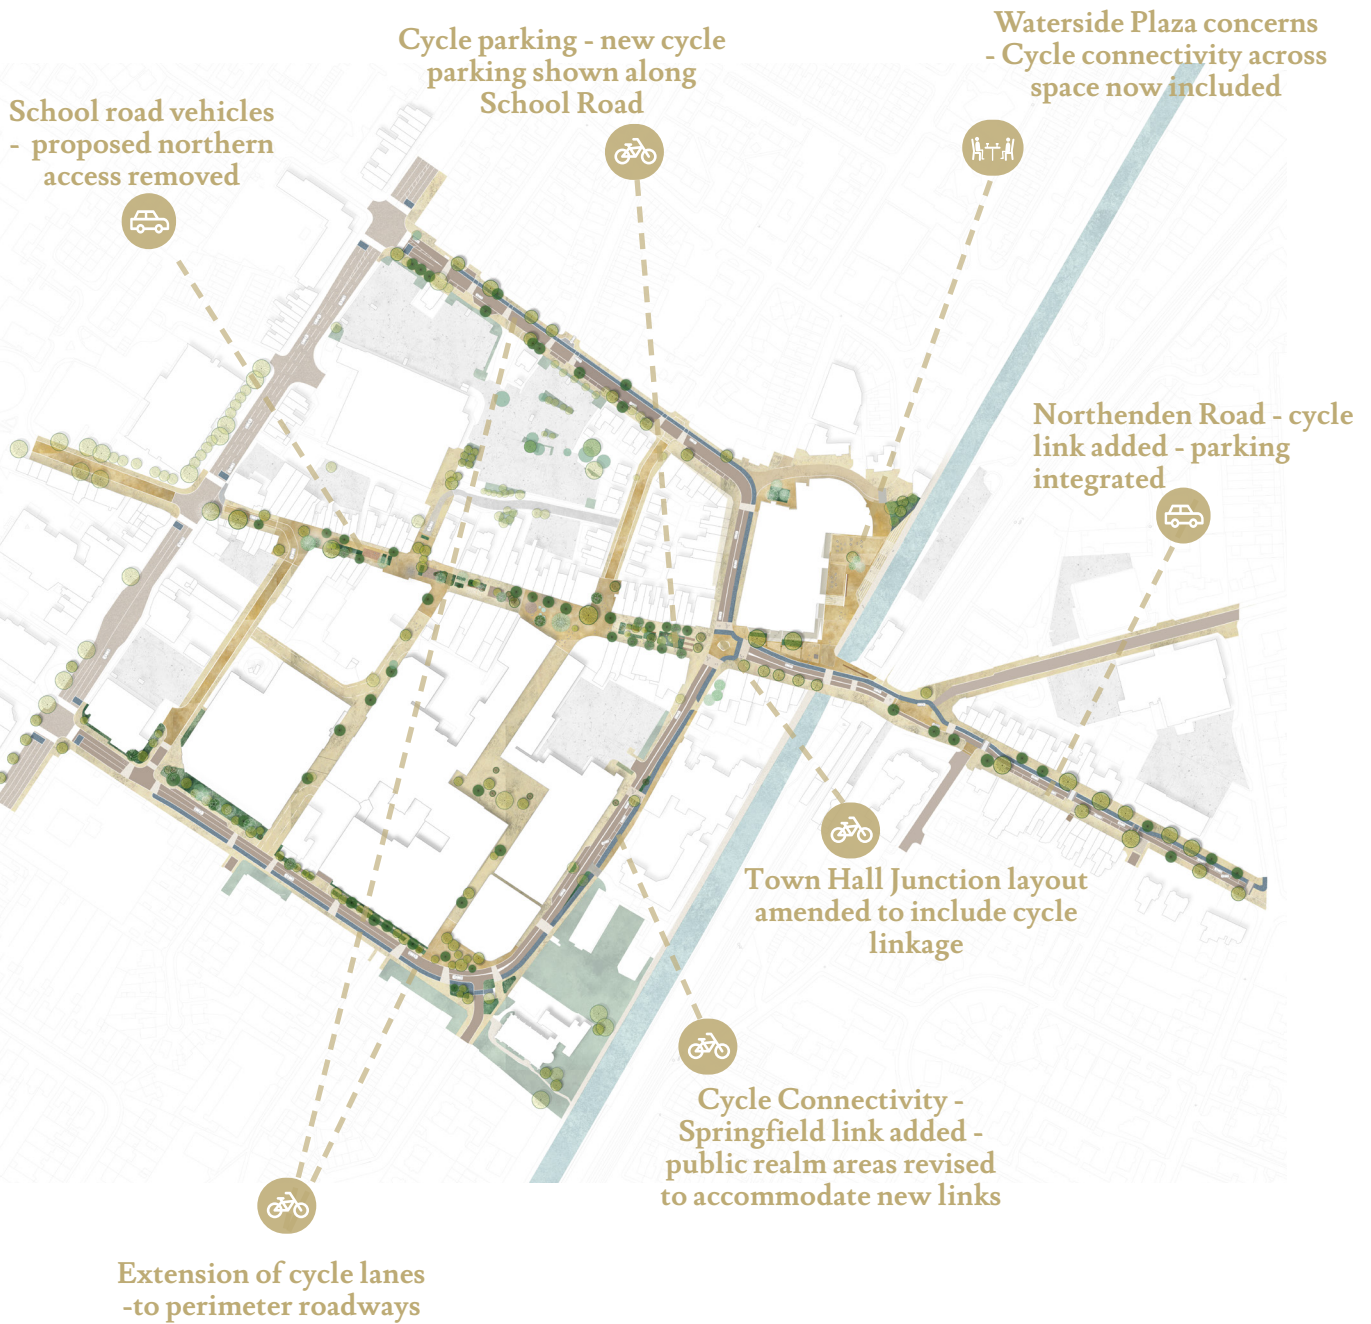 Cycle parking - new cycle
parking shown along
School Road
Waterside Plaza concerns
- Cycle connectivity across
space now included
School road vehicles
- proposed northern
access removed
Northenden Road - cycle
link added - parking
integrated
Town Hall Junction layout
amended to include cycle
linkage
Cycle Connectivity -
Springfield link added -
public realm areas revised
to accommodate new links
Extension of cycle lanes
-to perimeter roadways